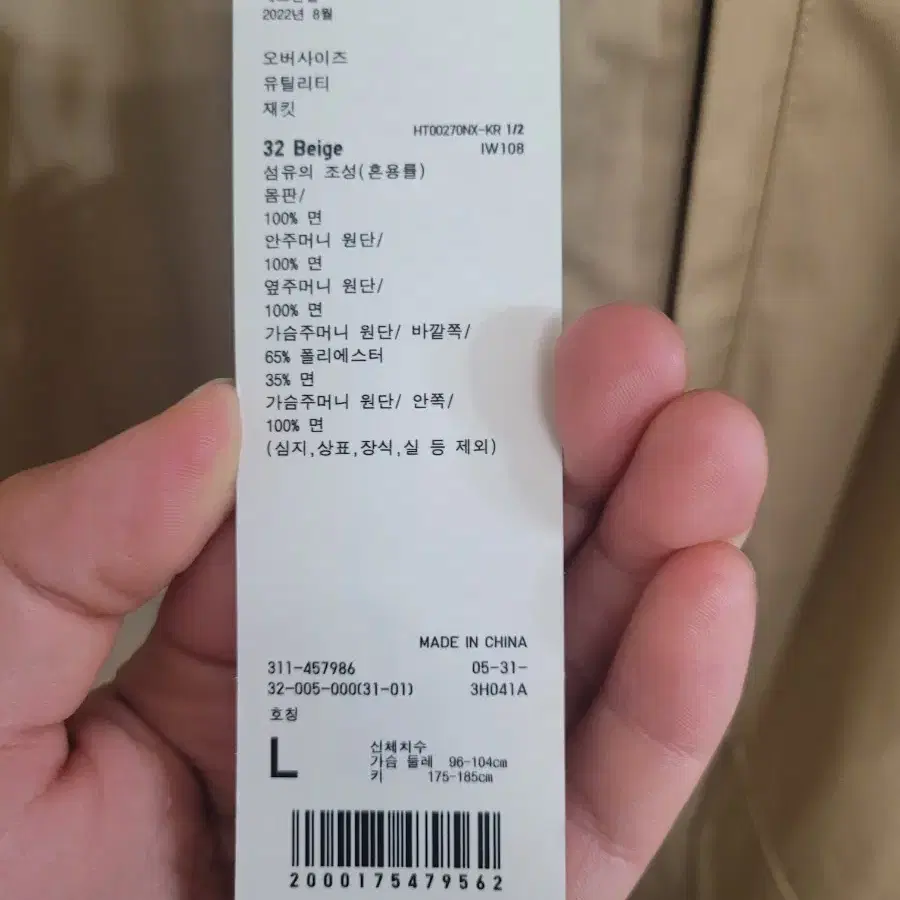 2022년 8월
오버사이즈
유틸리티
재킷
HT00270NX-KR 1/2
32 Beige IW108
섬유의 조성(혼용률)
몸판/
100% 면
안주머니 원단/
100% 면
옆주머니 원단/
100% 면
가슴주머니 원단/ 바깥쪽/
65% 폴리에스터
35% 면
가슴주머니 원단/ 안쪽/
100% 면
(심지,상표,장식,실 등 제외)
MADE IN CHINA
311-457986 05-31-
32-005-000(31-01) 3H041A
호칭
L 신체치수
가슴 둘레 96-104cm
키 175-185cm
2000175479562